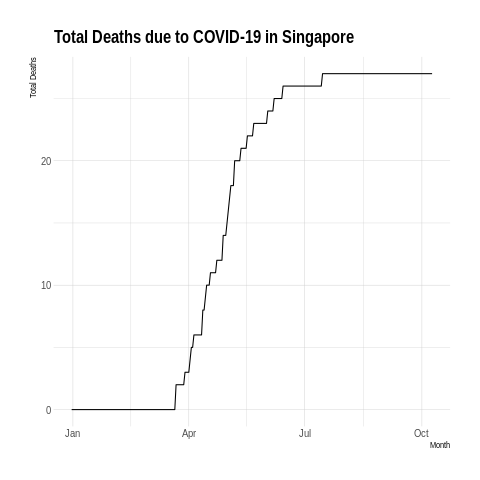 Total Deaths due to COVID-19 in Singapore
Total Deaths
20
10
0
Jan Apr Jul Oct
Month